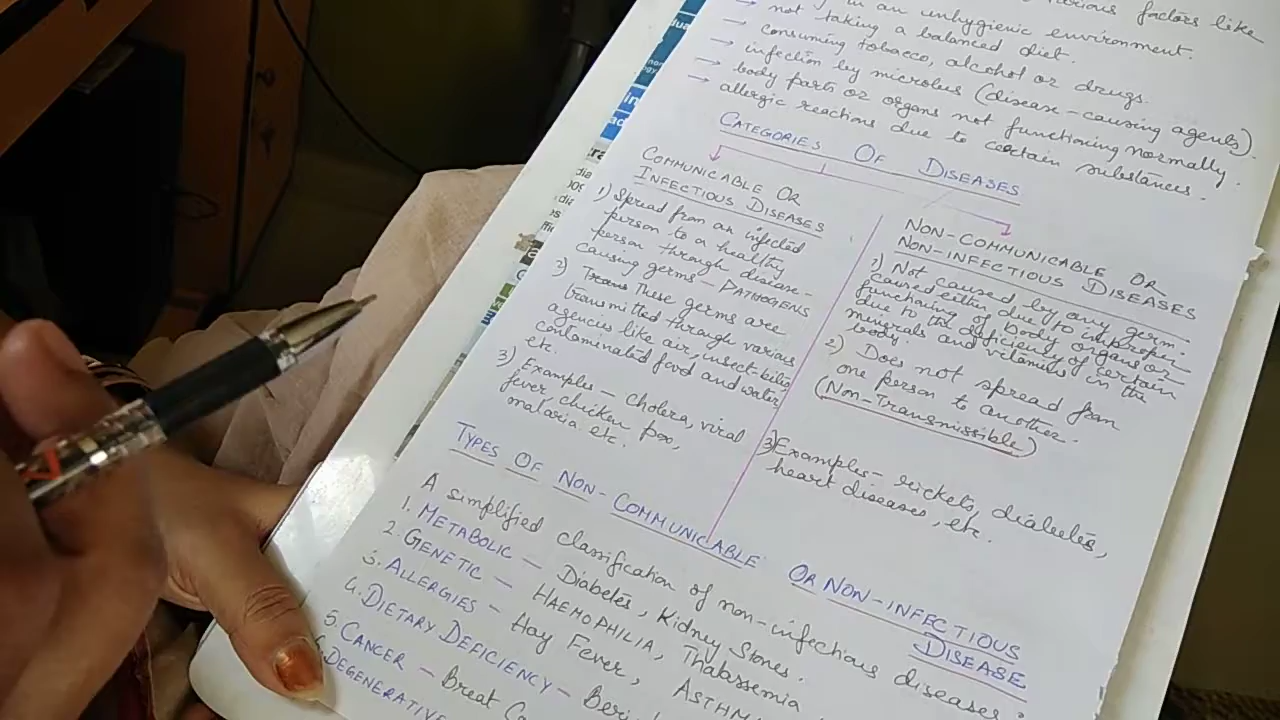 various factors like
in an unhygienic environment.
→ not taking a balanced diet.
→ consuming tobacco, alcohol or drugs.
→ infection by microbes (disease-causing agents).
→ body parts or organs not functioning normally.
→ allergic reactions due to certain substances.
CATEGORIES OF DISEASES
COMMUNICABLE OR
INFECTIOUS DISEASES
1) Spread from an infected
person to a healthy
person through disease-
causing germs - PATHOGENS
2) Trans These germs are
transmitted through varias
agencies like air, insect-bite,
contaminated food and water
etc.
3) Examples - cholera, viral
fever, chicken pox,
malaria etc.
NON-COMMUNICABLE OR
NON-INFECTIOUS DISEASES
1) Not caused by any germ.
Caused either due to improper
functioning of body organs or
due to the deficiency of certain
minerals and vitamins in the
body.
2) Does not spread from
one person to another.
(Non-Transmissible)
3) Examples- rickets, diabetes,
heart diseases, etc.
TYPES OF NON-COMMUNICABLE OR NON-INFECTIOUS
DISEASE
A simplified classification of non-infectious diseases:
1. METABOLIC - Diabetes, Kidney Stones.
2. GENETIC - HAEMOPHILIA, Thalassemia
3. ALLERGIES - Hay Fever, ASTHM
4. DIETARY DEFICIENCY - Beri
5. CANCER - Breat
6. DEGENERATIVE